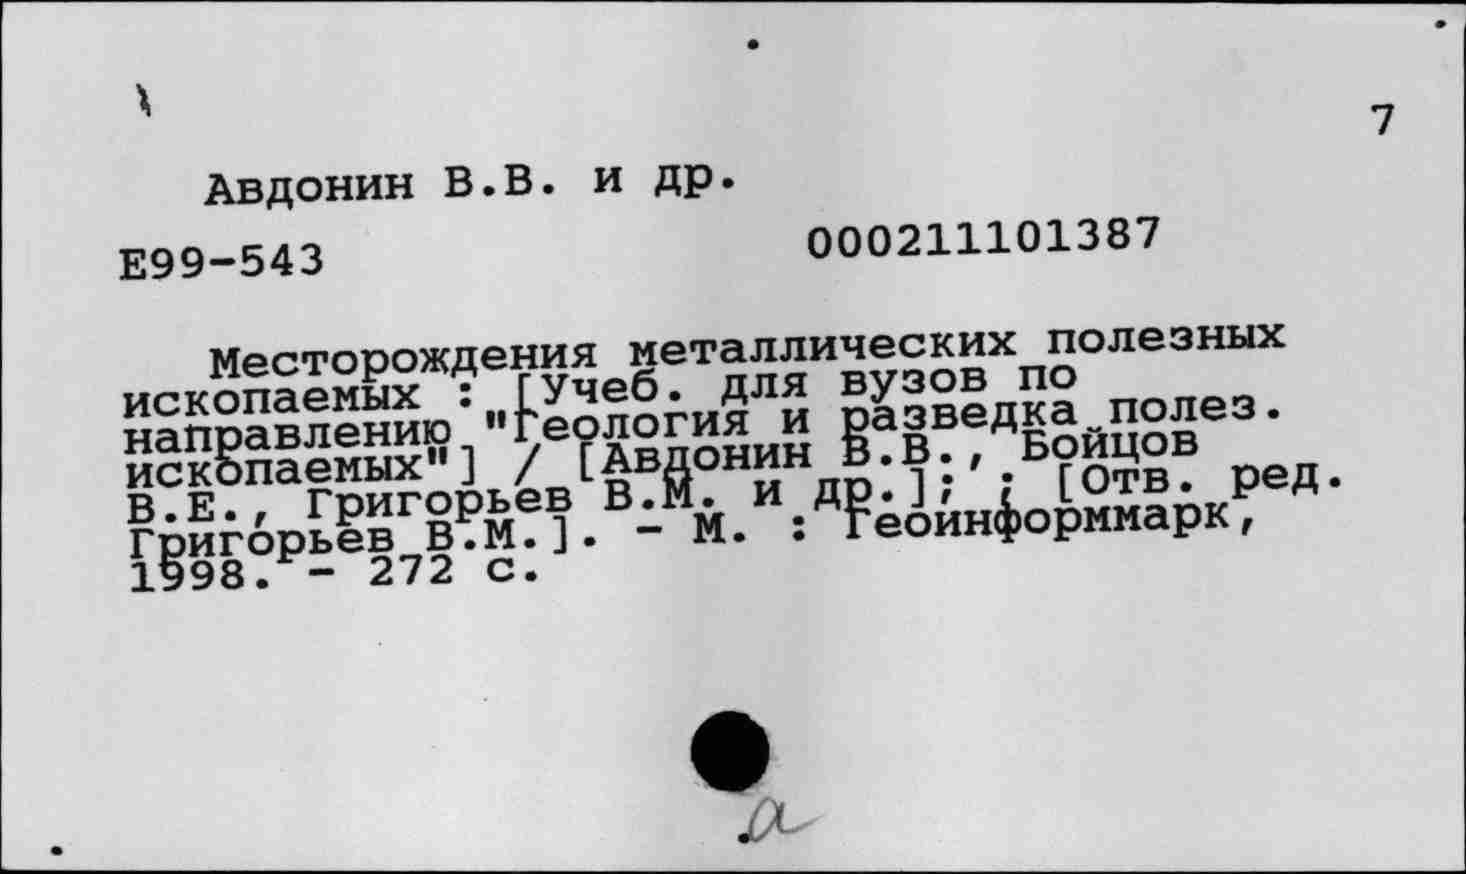 7
Авдонин В.В. и др.
Е99-543 000211101387
Месторождения металлических полезных
ископаемых : [Учеб. для вузов по
направлению "Геология и разведка полез.
ископаемых"] / [Авдонин В.В., Бойцов
В.Е., Григорьев В.М. и др.]; ; [Отв. ред.
Григорьев В.М.]. - М. : Геоинформмарк,
1998. - 272 с.
а